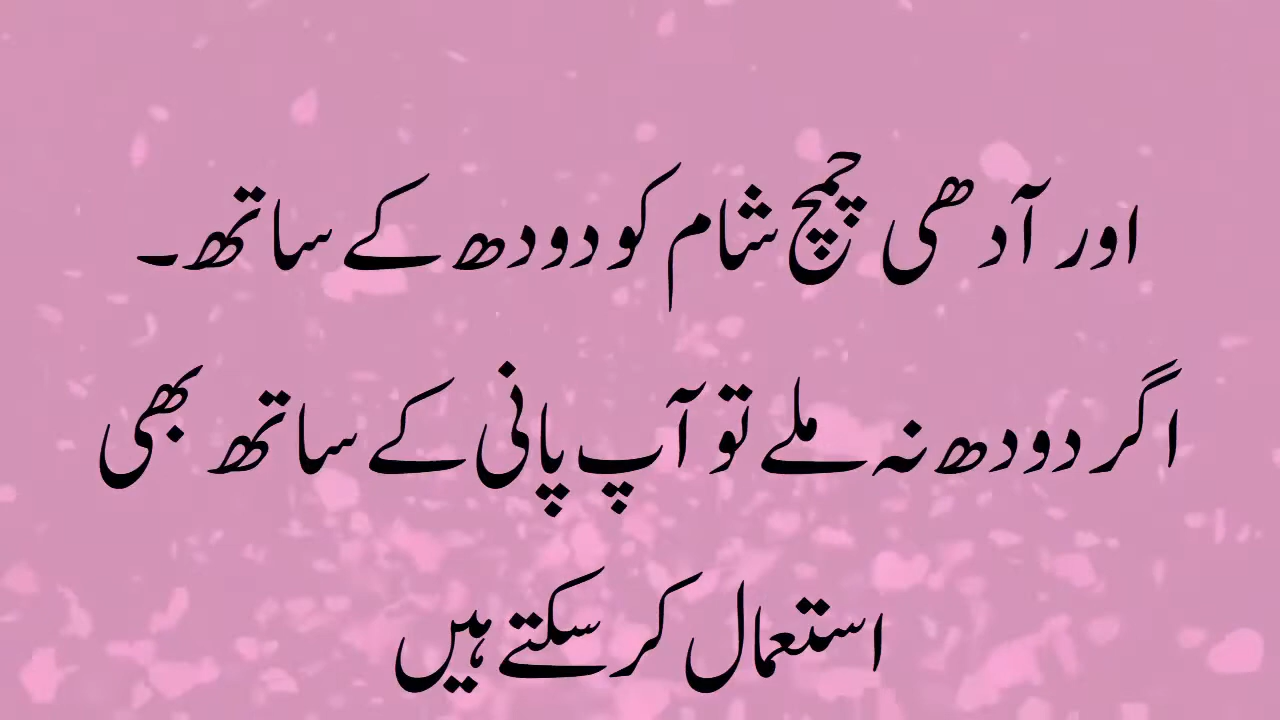 اور آدھی چمچ شام کو دودھ کے ساتھ۔
اگر دودھ نہ ملے تو آپ پانی کے ساتھ بھی
استعمال کر سکتے ہیں